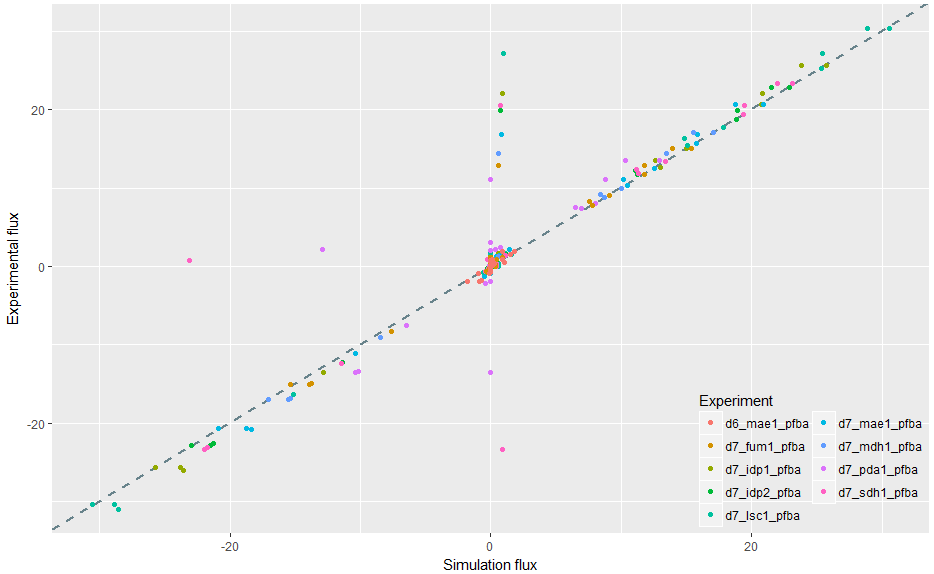 Experimental flux
20
0
-20
-20
0
20
Simulation flux
Experiment
d6_mae1_pfba
d7_mae1_pfba
d7_fum1_pfba
d7_mdh1_pfba
d7_idp1_pfba
d7_pda1_pfba
d7_idp2_pfba
d7_sdh1_pfba
d7_lsc1_pfba